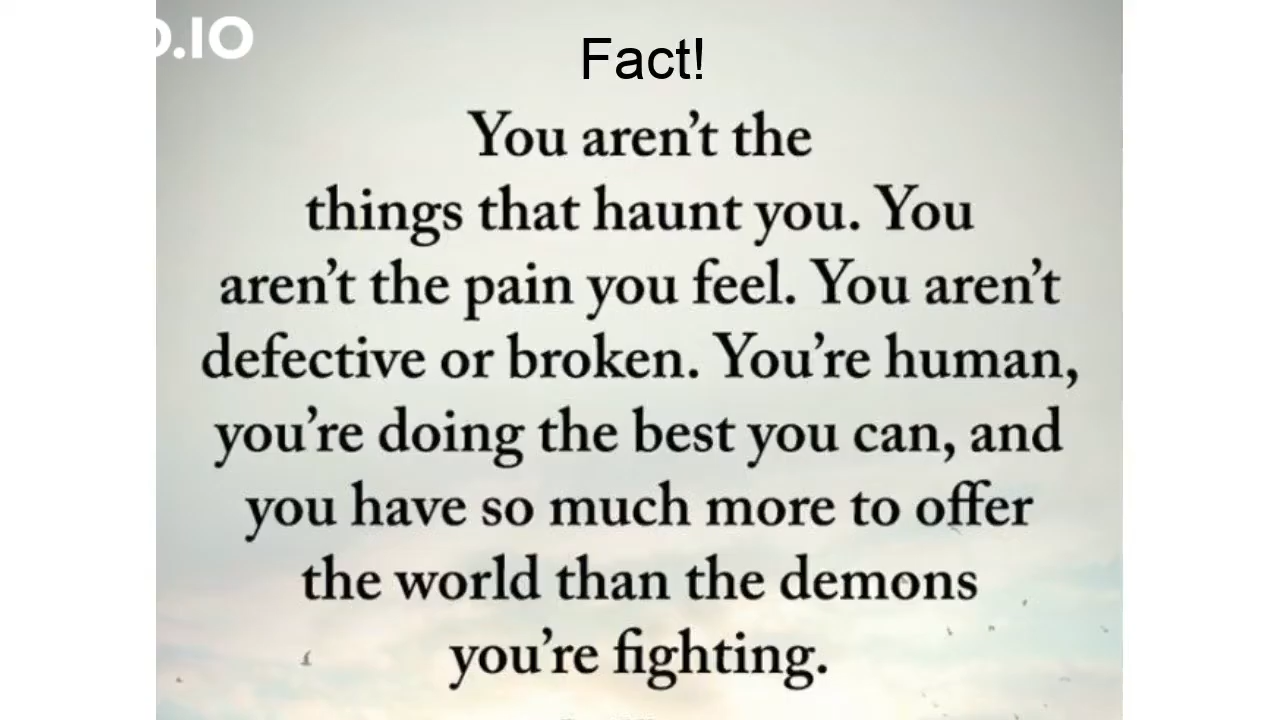 .IO
Fact!
You aren’t the
things that haunt you. You
aren’t the pain you feel. You aren’t
defective or broken. You’re human,
you’re doing the best you can, and
you have so much more to offer
the world than the demons
you’re fighting.